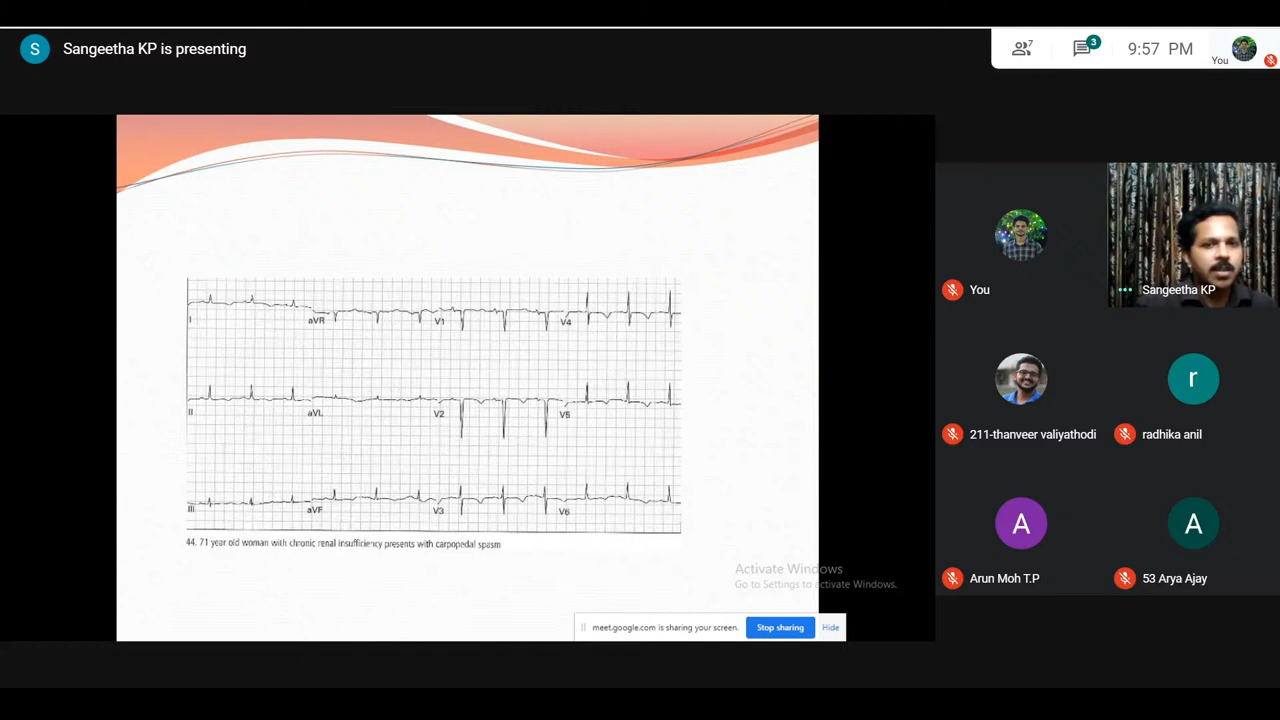 S
Sangeetha KP is presenting
7
3
9:57 PM
You
I
aVR
V1
V4
II
aVL
V2
V5
III
aVF
V3
V6
44. 71 year old woman with chronic renal insufficiency presents with carpopedal spasm
Activate Windows
Go to Settings to activate Windows.
meet.google.com is sharing your screen.
Stop sharing
Hide
You
Sangeetha KP
211-thanveer valiyathodi
r
radhika anil
A
Arun Moh T.P
A
53 Arya Ajay